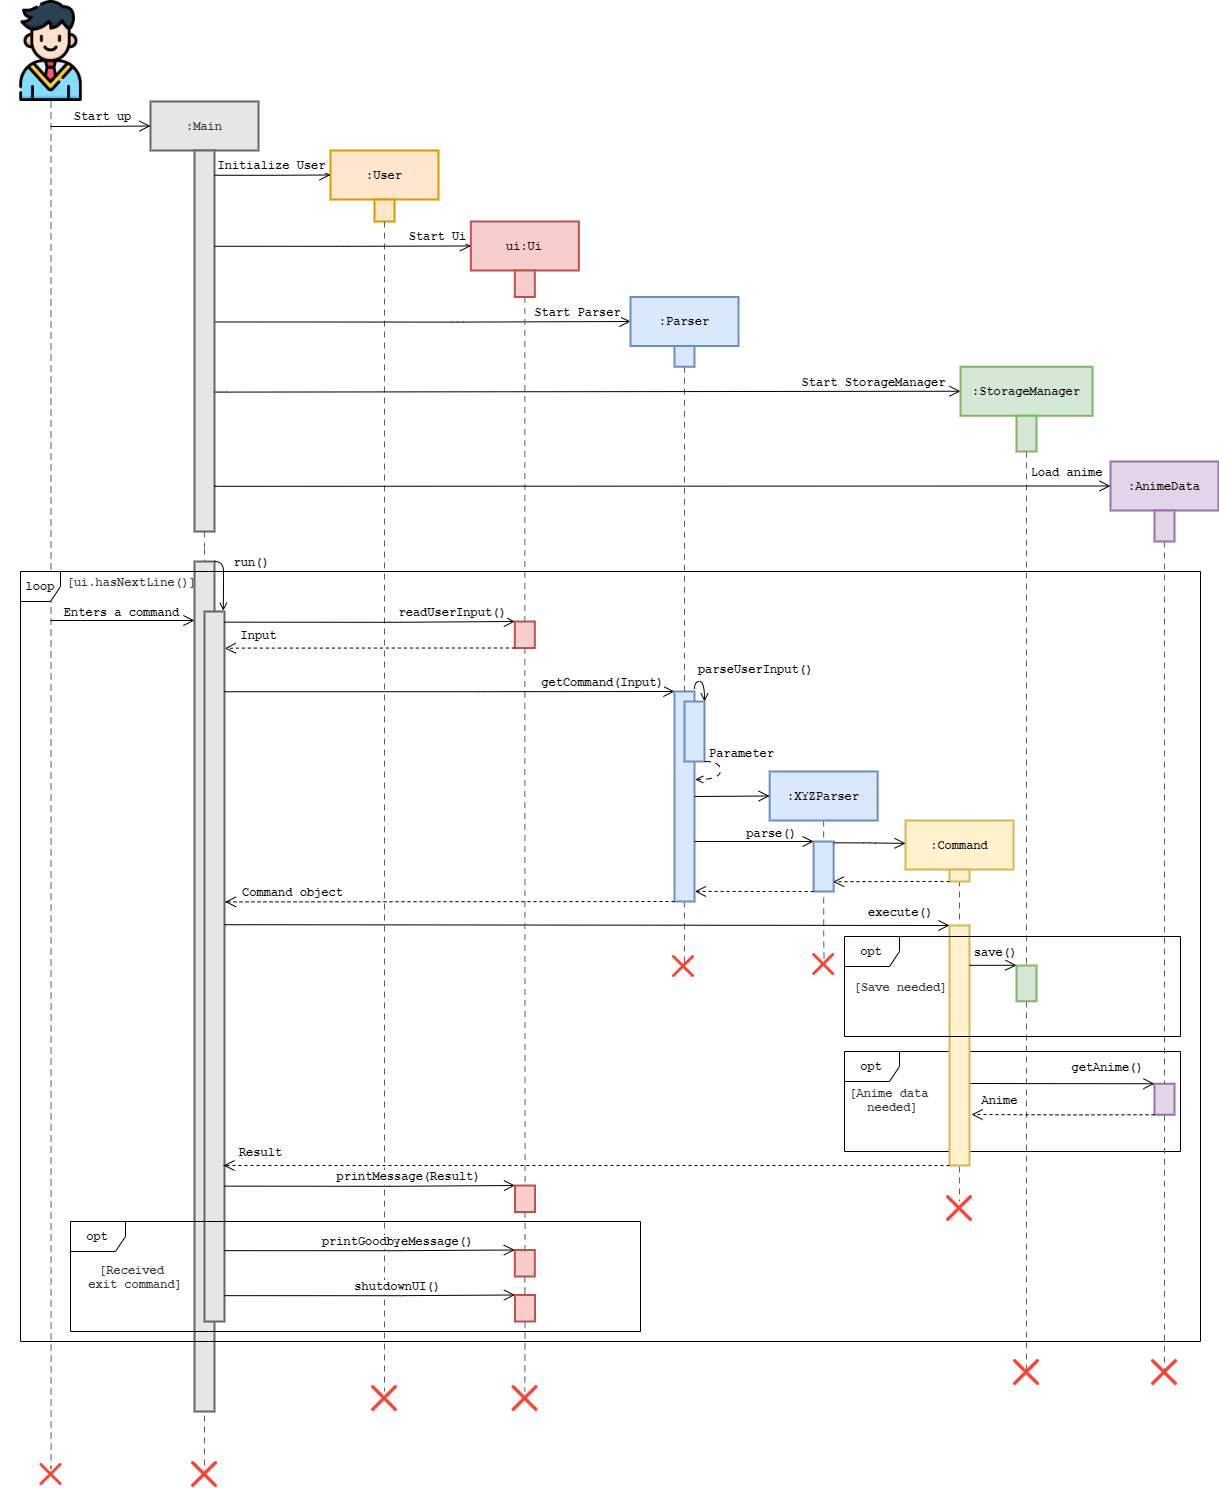 Start up
:Main
Initialize User
:User
Start Ui
ui:Ui
Start Parser
:Parser
Start StorageManager
:StorageManager
Load anime
:AnimeData
run()
loop
[ui.hasNextLine()]
Enters a command
readUserInput()
Input
parseUserInput()
getCommand(Input)
Parameter
:XYZParser
parse()
:Command
Command object
execute()
opt
save()
[Save needed]
opt
getAnime()
[Anime data
needed]
Anime
Result
printMessage(Result)
opt
printGoodbyeMessage()
[Received
exit command]
shutdownUI()